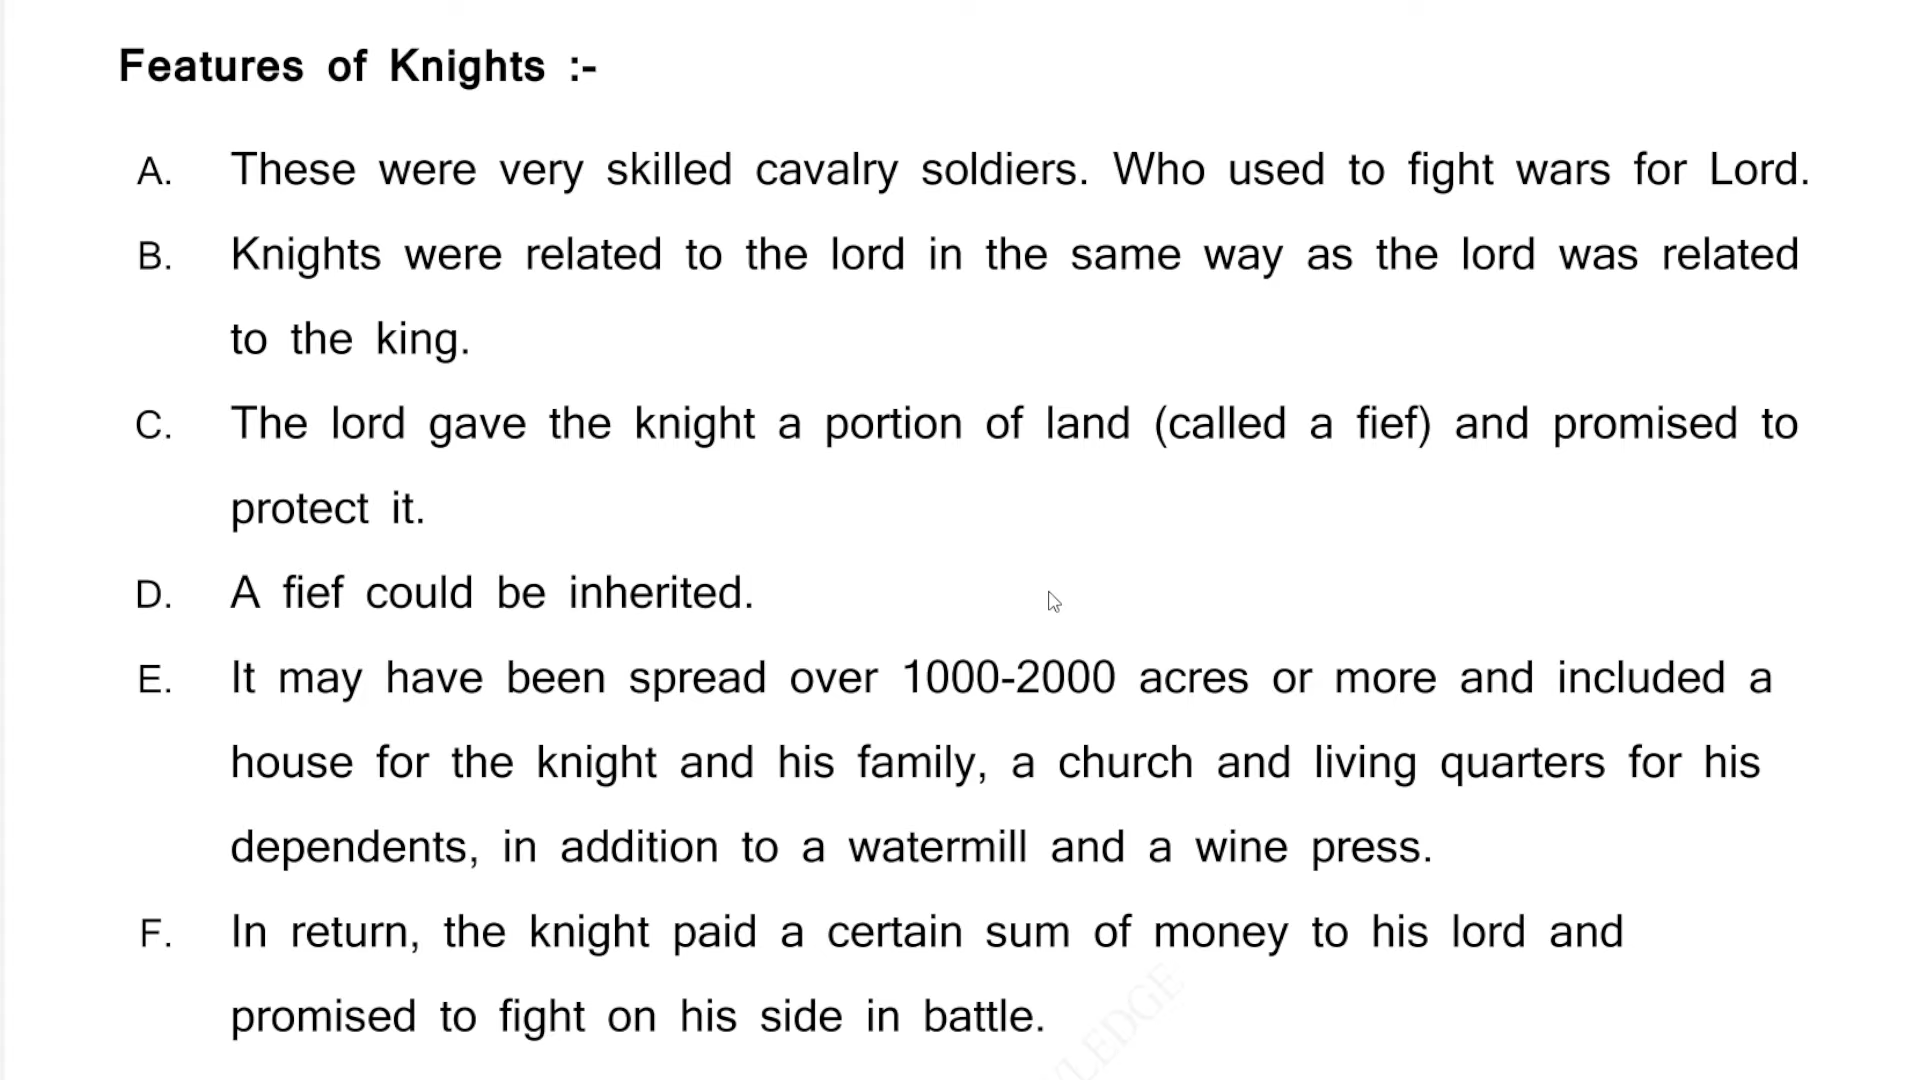 Features of Knights :-
A. These were very skilled cavalry soldiers. Who used to fight wars for Lord.
B. Knights were related to the lord in the same way as the lord was related
to the king.
C. The lord gave the knight a portion of land (called a fief) and promised to
protect it.
D. A fief could be inherited.
E. It may have been spread over 1000-2000 acres or more and included a
house for the knight and his family, a church and living quarters for his
dependents, in addition to a watermill and a wine press.
F. In return, the knight paid a certain sum of money to his lord and
promised to fight on his side in battle.